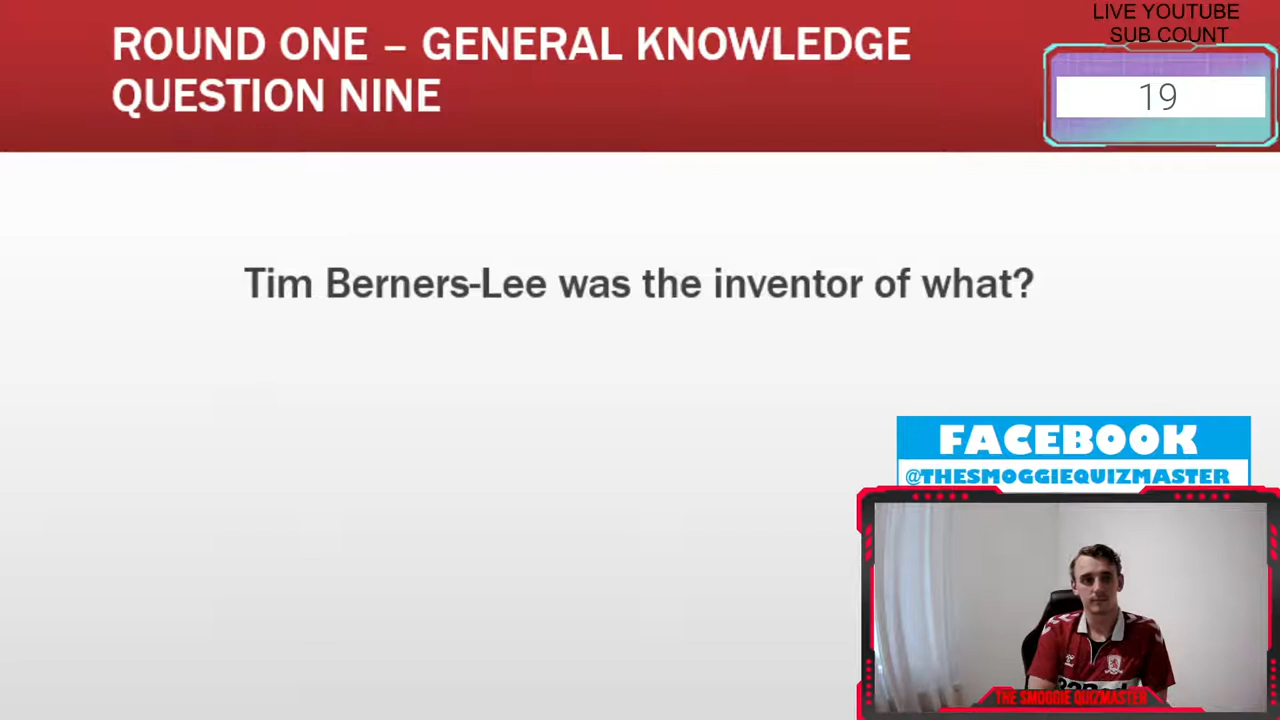 ROUND ONE – GENERAL KNOWLEDGE
QUESTION NINE
LIVE YOUTUBE
SUB COUNT
19
Tim Berners-Lee was the inventor of what?
FACEBOOK
@THESMOGGIEQUIZMASTER
THE SMOGGIE QUIZMASTER